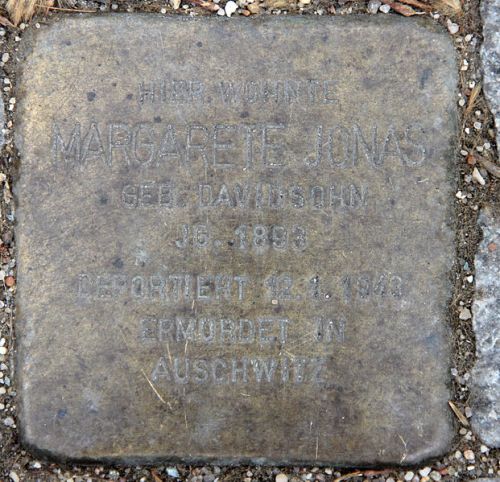 HIER WOHNTE
MARGARETE JONAS
GEB. DAVIDSOHN
JG. 1893
DEPORTIERT 12.1.1943
ERMORDET IN
AUSCHWITZ